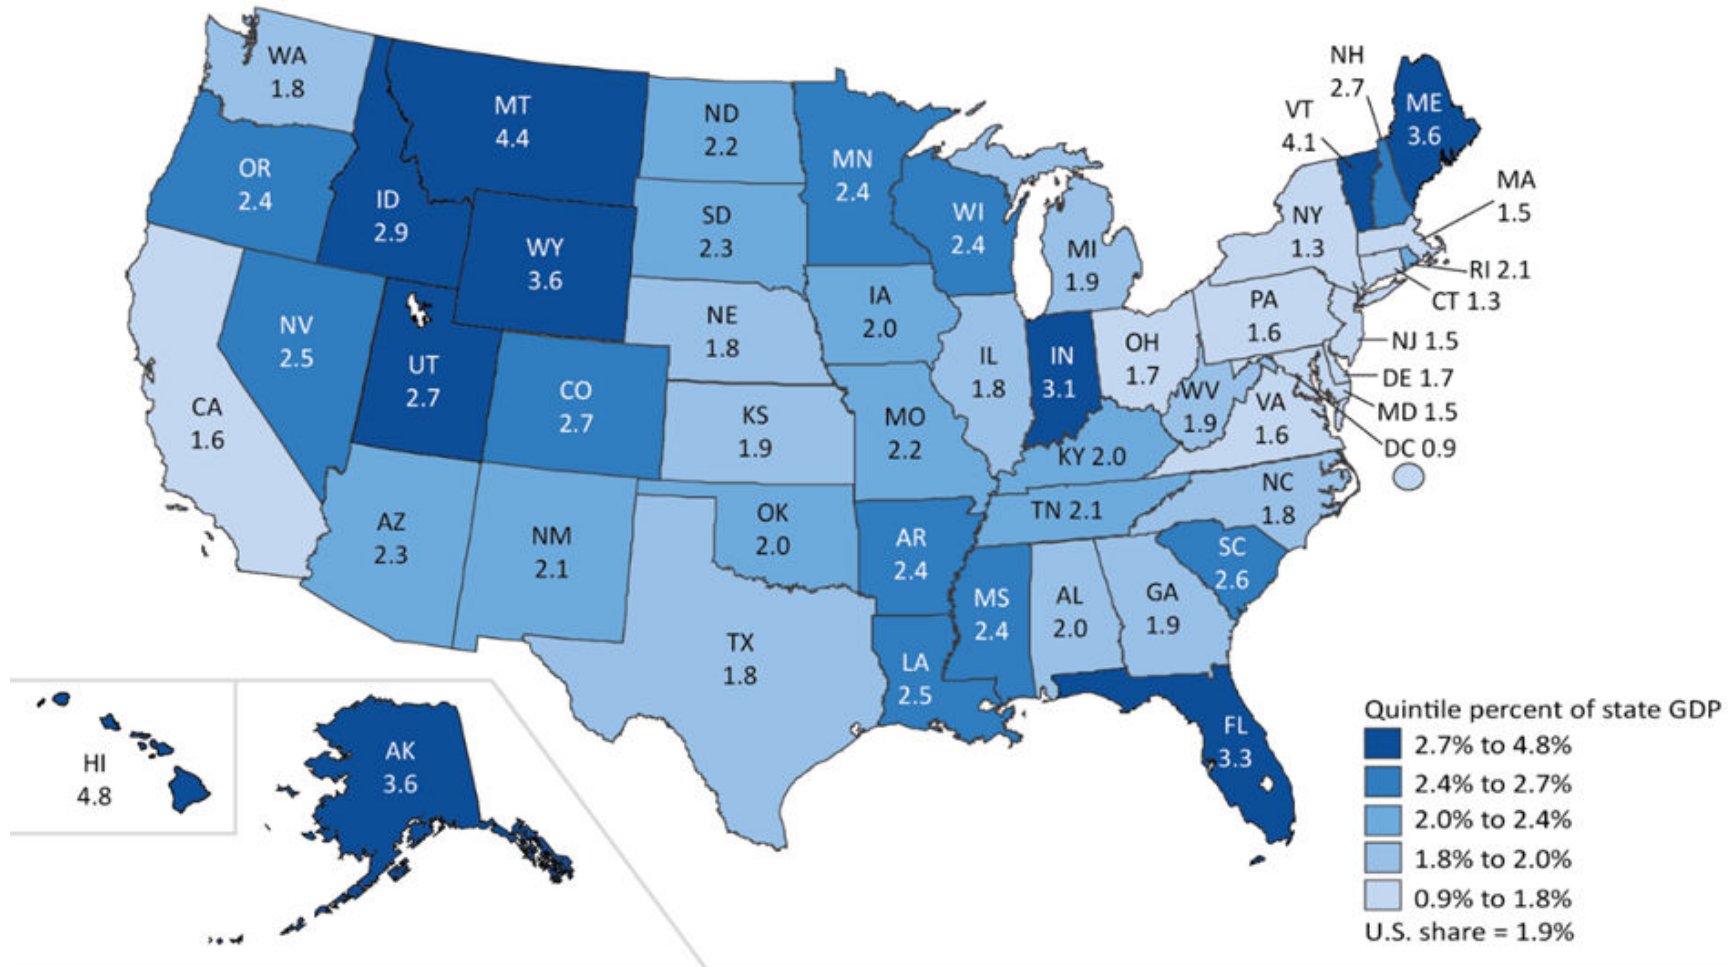 WA
1.8
MT
4.4
ND
2.2
MN
2.4
OR
2.4
ID
2.9
WY
3.6
SD
2.3
WI
2.4
MI
1.9
NH
2.7
VT
4.1
ME
3.6
MA
1.5
NY
1.3
RI 2.1
CT 1.3
PA
1.6
NJ 1.5
DE 1.7
MD 1.5
DC 0.9
NV
2.5
UT
2.7
CO
2.7
NE
1.8
IA
2.0
IL
1.8
IN
3.1
OH
1.7
WV
1.9
VA
1.6
CA
1.6
KS
1.9
MO
2.2
KY 2.0
NC
1.8
AZ
2.3
NM
2.1
OK
2.0
AR
2.4
TN 2.1
SC
2.6
MS
2.4
AL
2.0
GA
1.9
TX
1.8
LA
2.5
FL
3.3
HI
4.8
AK
3.6
Quintile percent of state GDP
2.7% to 4.8%
2.4% to 2.7%
2.0% to 2.4%
1.8% to 2.0%
0.9% to 1.8%
U.S. share = 1.9%